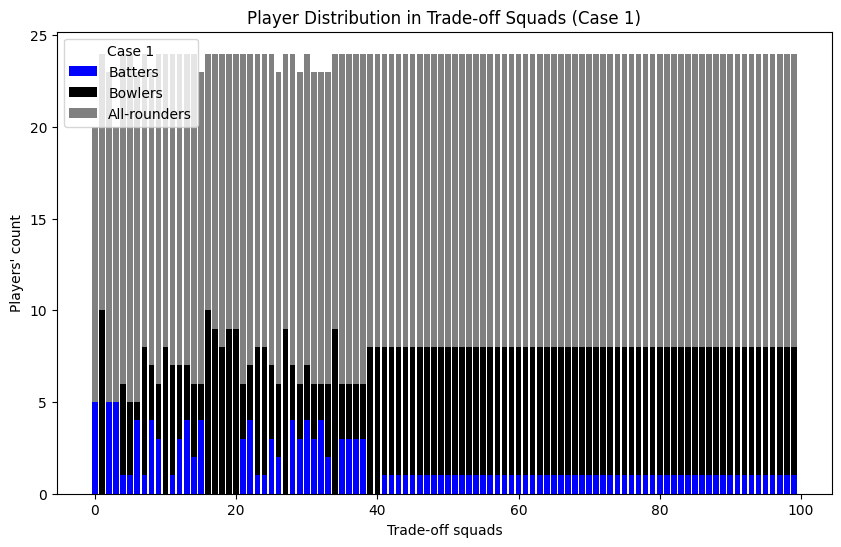 Player Distribution in Trade-off Squads (Case 1)
Case 1
Batters
Bowlers
All-rounders
Players' count
25
20
15
10
5
0
0 20 40 60 80 100
Trade-off squads